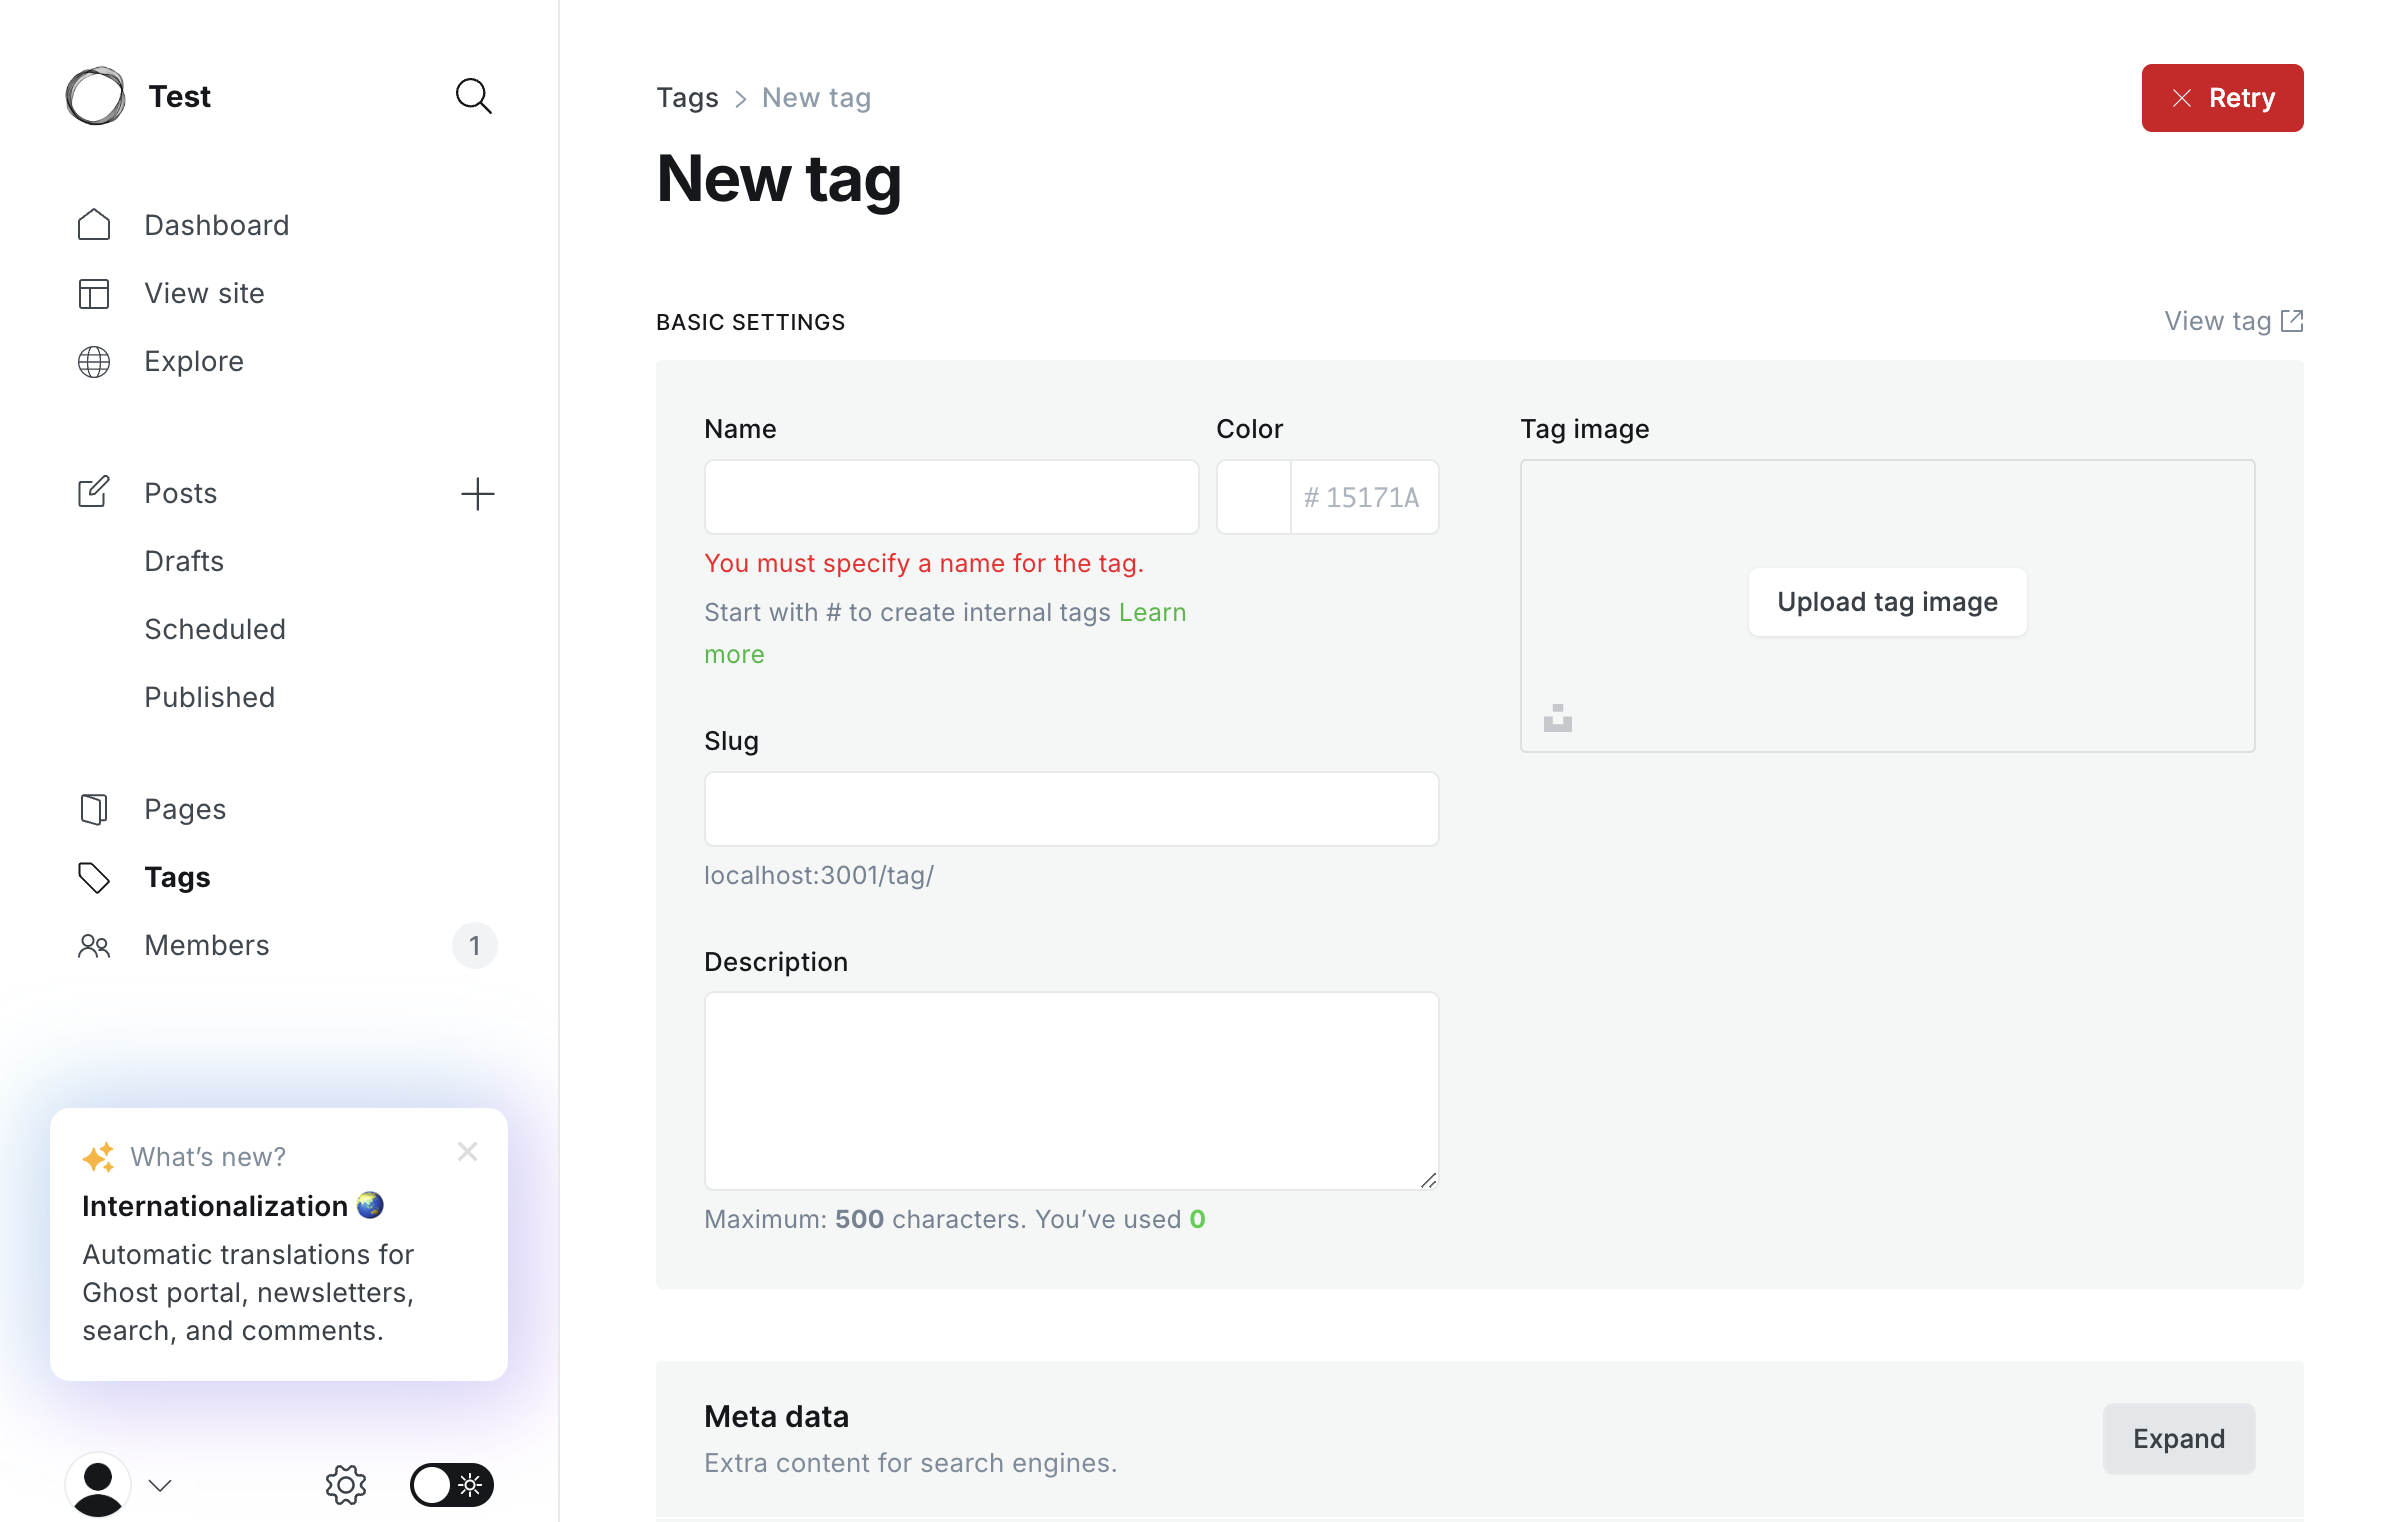 Test
Dashboard
View site
Explore
Posts
Drafts
Scheduled
Published
Pages
Tags
Members 1
What’s new?
Internationalization 🌏
Automatic translations for
Ghost portal, newsletters,
search, and comments.
Tags > New tag
Retry
New tag
BASIC SETTINGS
View tag
Name
Color
# 15171A
You must specify a name for the tag.
Start with # to create internal tags Learn
more
Slug
localhost:3001/tag/
Description
Maximum: 500 characters. You’ve used 0
Tag image
Upload tag image
Meta data
Extra content for search engines.
Expand